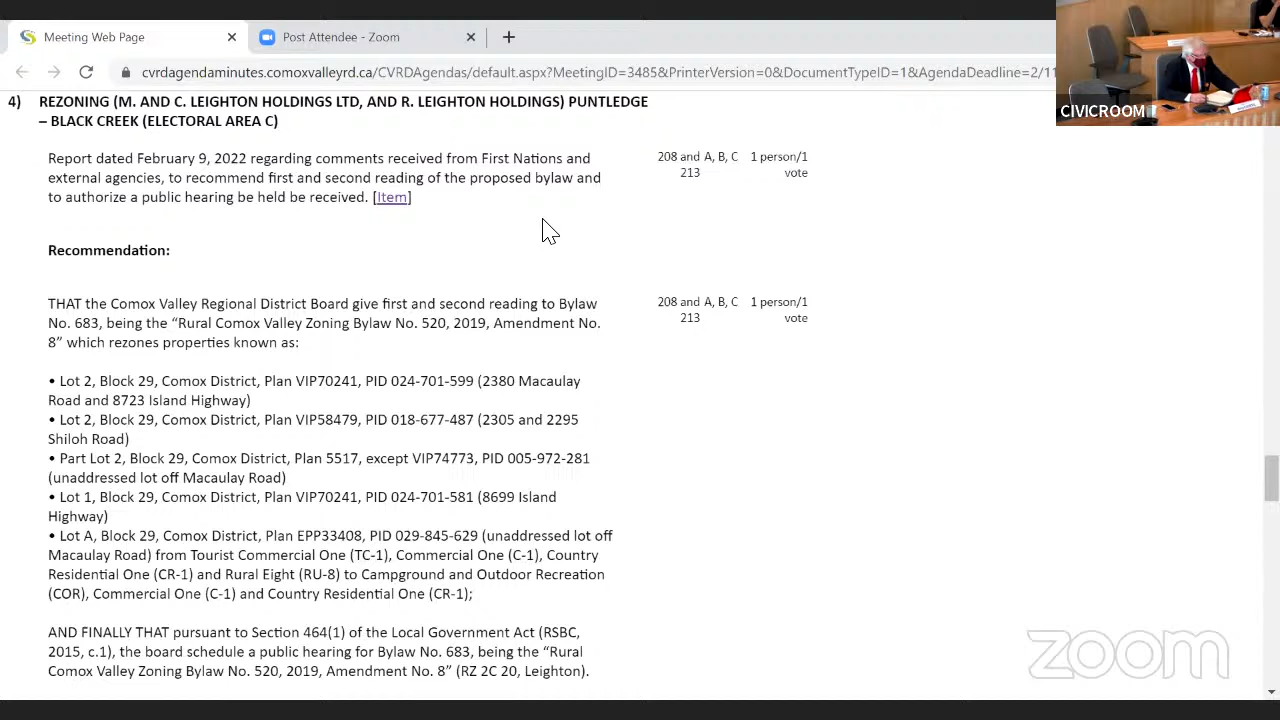 Meeting Web Page
Post Attendee - Zoom
cvrdagendaminutes.comoxvalleyrd.ca/CVRDAgendas/default.aspx?MeetingID=3485&PrinterVersion=0&DocumentTypeID=1&AgendaDeadline=2/11
CIVICROOM
4) REZONING (M. AND C. LEIGHTON HOLDINGS LTD, AND R. LEIGHTON HOLDINGS) PUNTLEDGE
– BLACK CREEK (ELECTORAL AREA C)
Report dated February 9, 2022 regarding comments received from First Nations and
external agencies, to recommend first and second reading of the proposed bylaw and
to authorize a public hearing be held be received. [Item]
208 and A, B, C 1 person/1
213 vote
Recommendation:
THAT the Comox Valley Regional District Board give first and second reading to Bylaw
No. 683, being the “Rural Comox Valley Zoning Bylaw No. 520, 2019, Amendment No.
8” which rezones properties known as:
208 and A, B, C 1 person/1
213 vote
• Lot 2, Block 29, Comox District, Plan VIP70241, PID 024-701-599 (2380 Macaulay
Road and 8723 Island Highway)
• Lot 2, Block 29, Comox District, Plan VIP58479, PID 018-677-487 (2305 and 2295
Shiloh Road)
• Part Lot 2, Block 29, Comox District, Plan 5517, except VIP74773, PID 005-972-281
(unaddressed lot off Macaulay Road)
• Lot 1, Block 29, Comox District, Plan VIP70241, PID 024-701-581 (8699 Island
Highway)
• Lot A, Block 29, Comox District, Plan EPP33408, PID 029-845-629 (unaddressed lot off
Macaulay Road) from Tourist Commercial One (TC-1), Commercial One (C-1), Country
Residential One (CR-1) and Rural Eight (RU-8) to Campground and Outdoor Recreation
(COR), Commercial One (C-1) and Country Residential One (CR-1);
AND FINALLY THAT pursuant to Section 464(1) of the Local Government Act (RSBC,
2015, c.1), the board schedule a public hearing for Bylaw No. 683, being the “Rural
Comox Valley Zoning Bylaw No. 520, 2019, Amendment No. 8” (RZ 2C 20, Leighton).
zoom